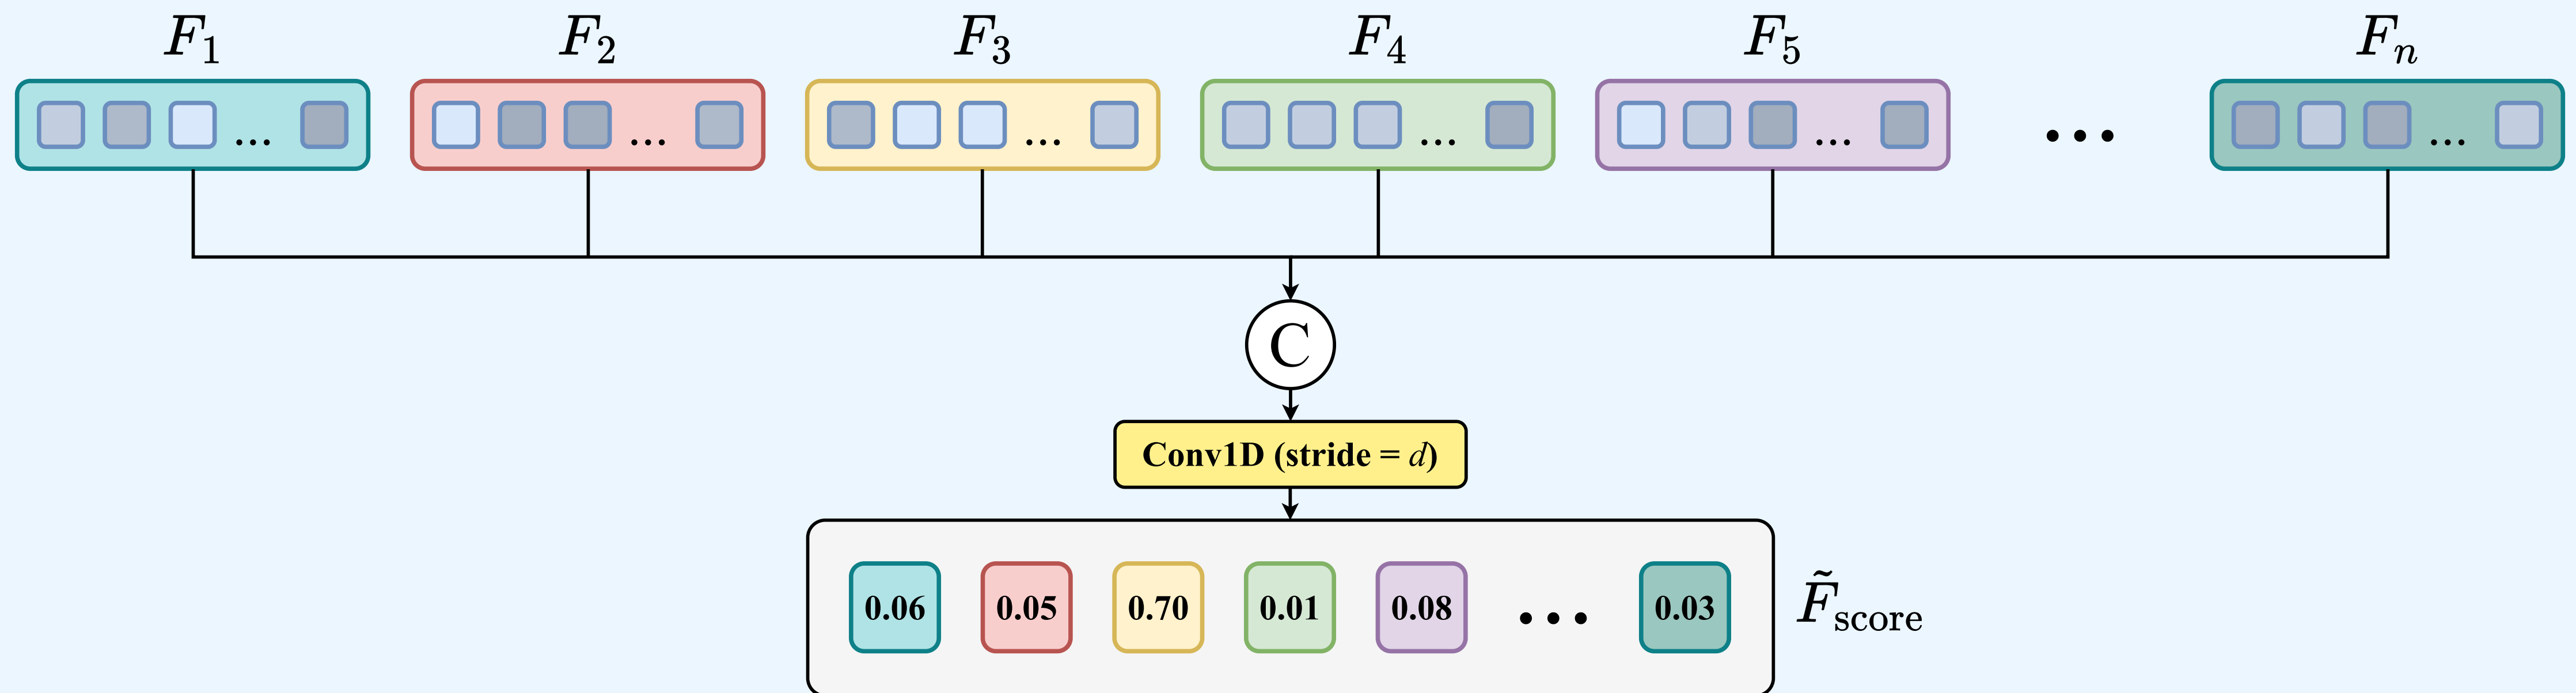 F₁ F₂ F₃ F₄ F₅ Fₙ
... ... ... ... ... ... ...
C
Conv1D (stride = d)
0.06 0.05 0.70 0.01 0.08 ... 0.03 F̃score